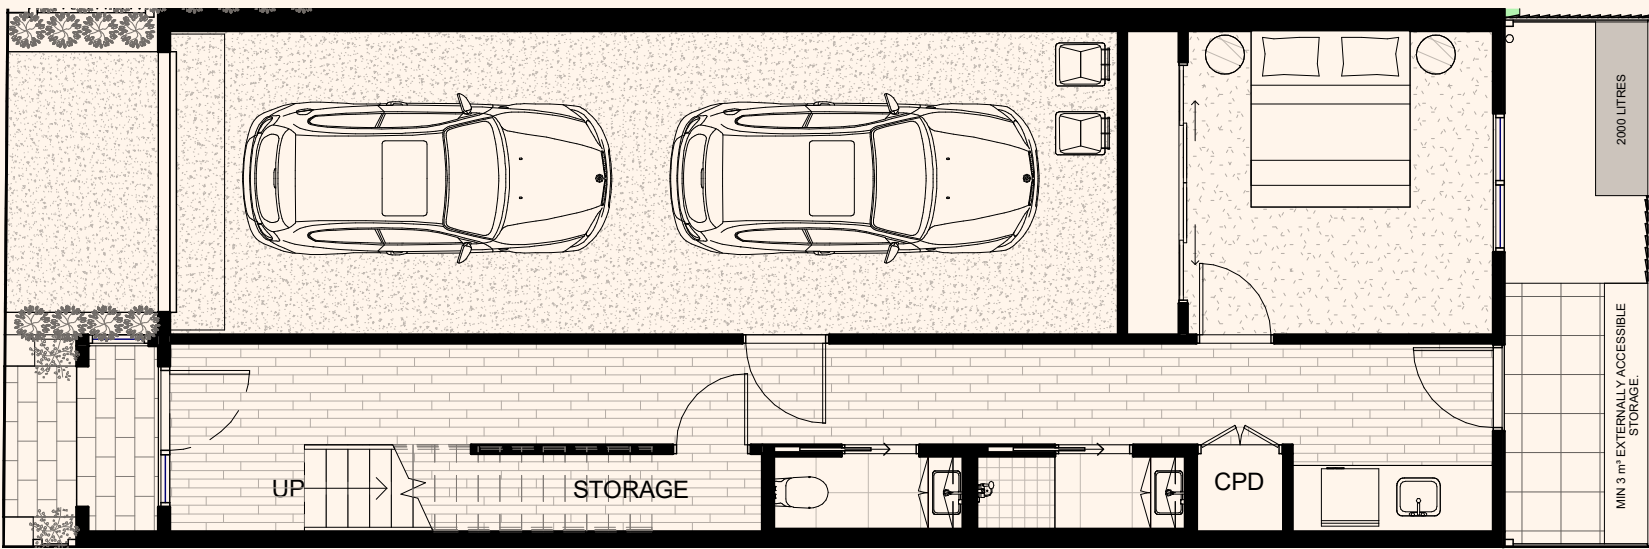 2000 LITRES
UP
STORAGE
CPD
MIN 3 m³ EXTERNALLY ACCESSIBLE
STORAGE.